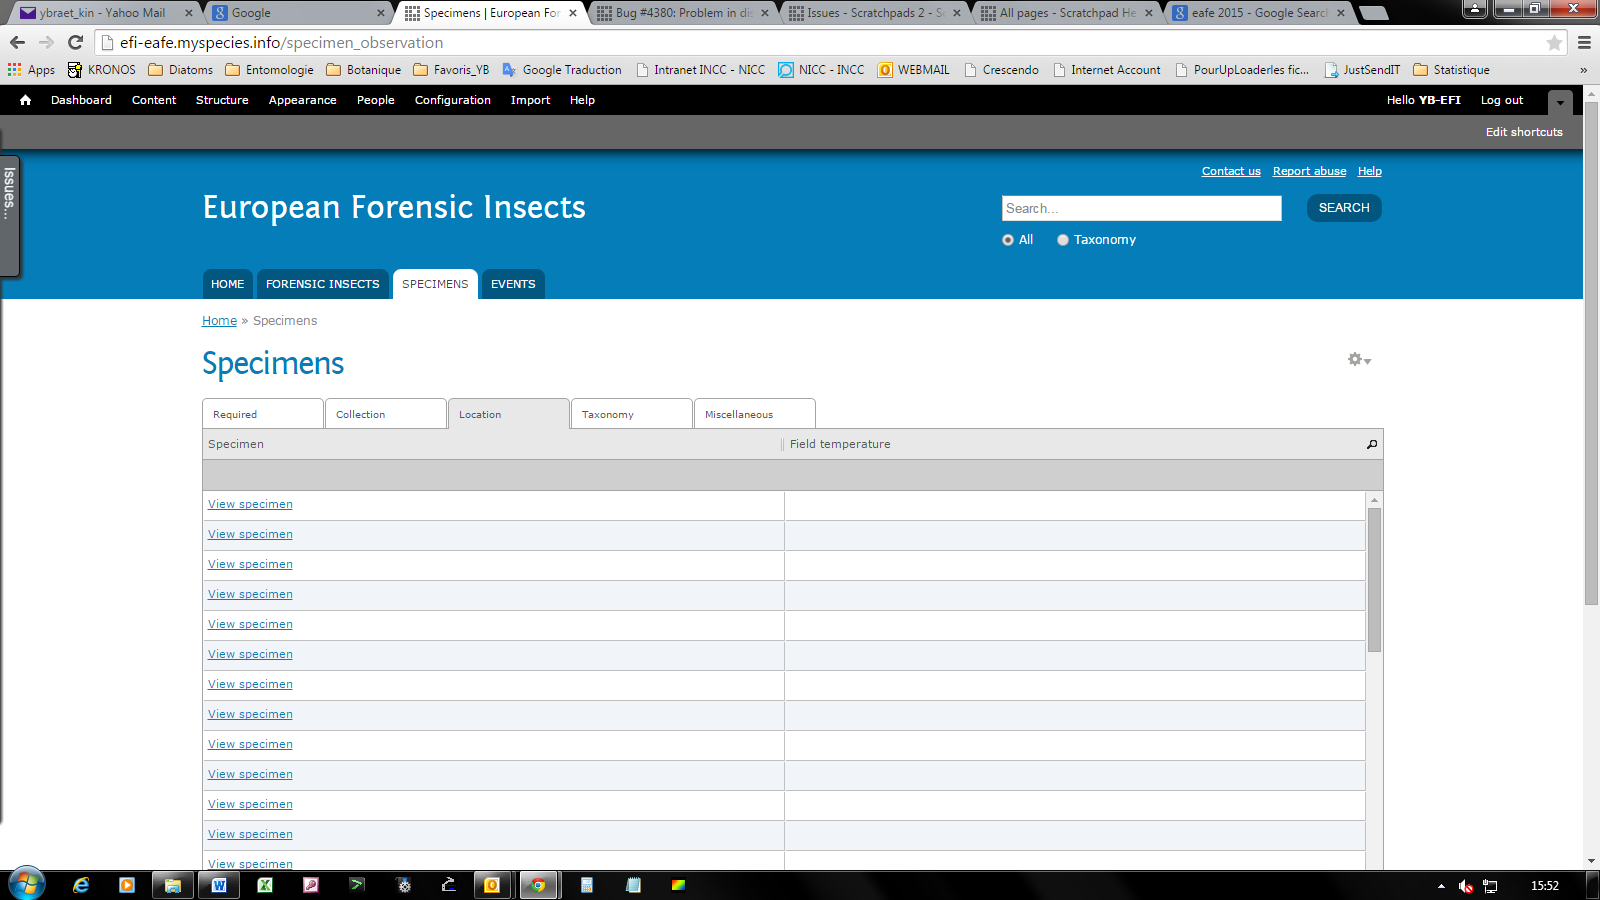 ybraet_kin - Yahoo Mail
Google
Specimens | European For
Bug #4380: Problem in dis
Issues - Scratchpads 2 - Sc
All pages - Scratchpad He
eafe 2015 - Google Search
efi-eafe.myspecies.info/specimen_observation
Apps KRONOS Diatoms Entomologie Botanique Favoris_YB Google Traduction Intranet INCC - NICC NICC - INCC WEBMAIL Crescendo Internet Account PourUpLoaderles fic... JustSendIT Statistique »
Dashboard Content Structure Appearance People Configuration Import Help Hello YB-EFI Log out
Edit shortcuts
Issues...
Contact us Report abuse Help
European Forensic Insects
Search... SEARCH
All Taxonomy
HOME FORENSIC INSECTS SPECIMENS EVENTS
Home » Specimens
Specimens
Required Collection Location Taxonomy Miscellaneous
Specimen Field temperature
View specimen
View specimen
View specimen
View specimen
View specimen
View specimen
View specimen
View specimen
View specimen
View specimen
View specimen
View specimen
View specimen
15:52